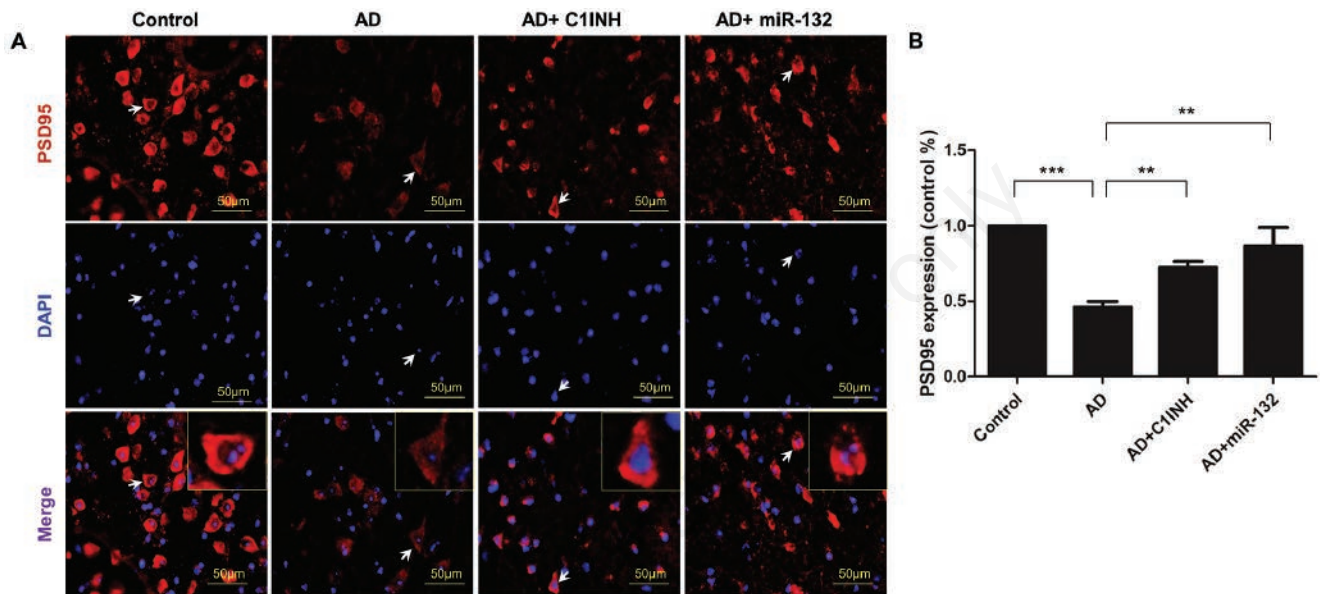 A
Control
AD
AD+ C1INH
AD+ miR-132
PSD95
50µm
50µm
50µm
50µm
DAPI
50µm
50µm
50µm
50µm
Merge
50µm
50µm
50µm
50µm
B
PSD95 expression (control %)
1.5
1.0
0.5
0.0
***
**
**
Control
AD
AD+C1INH
AD+miR-132
only